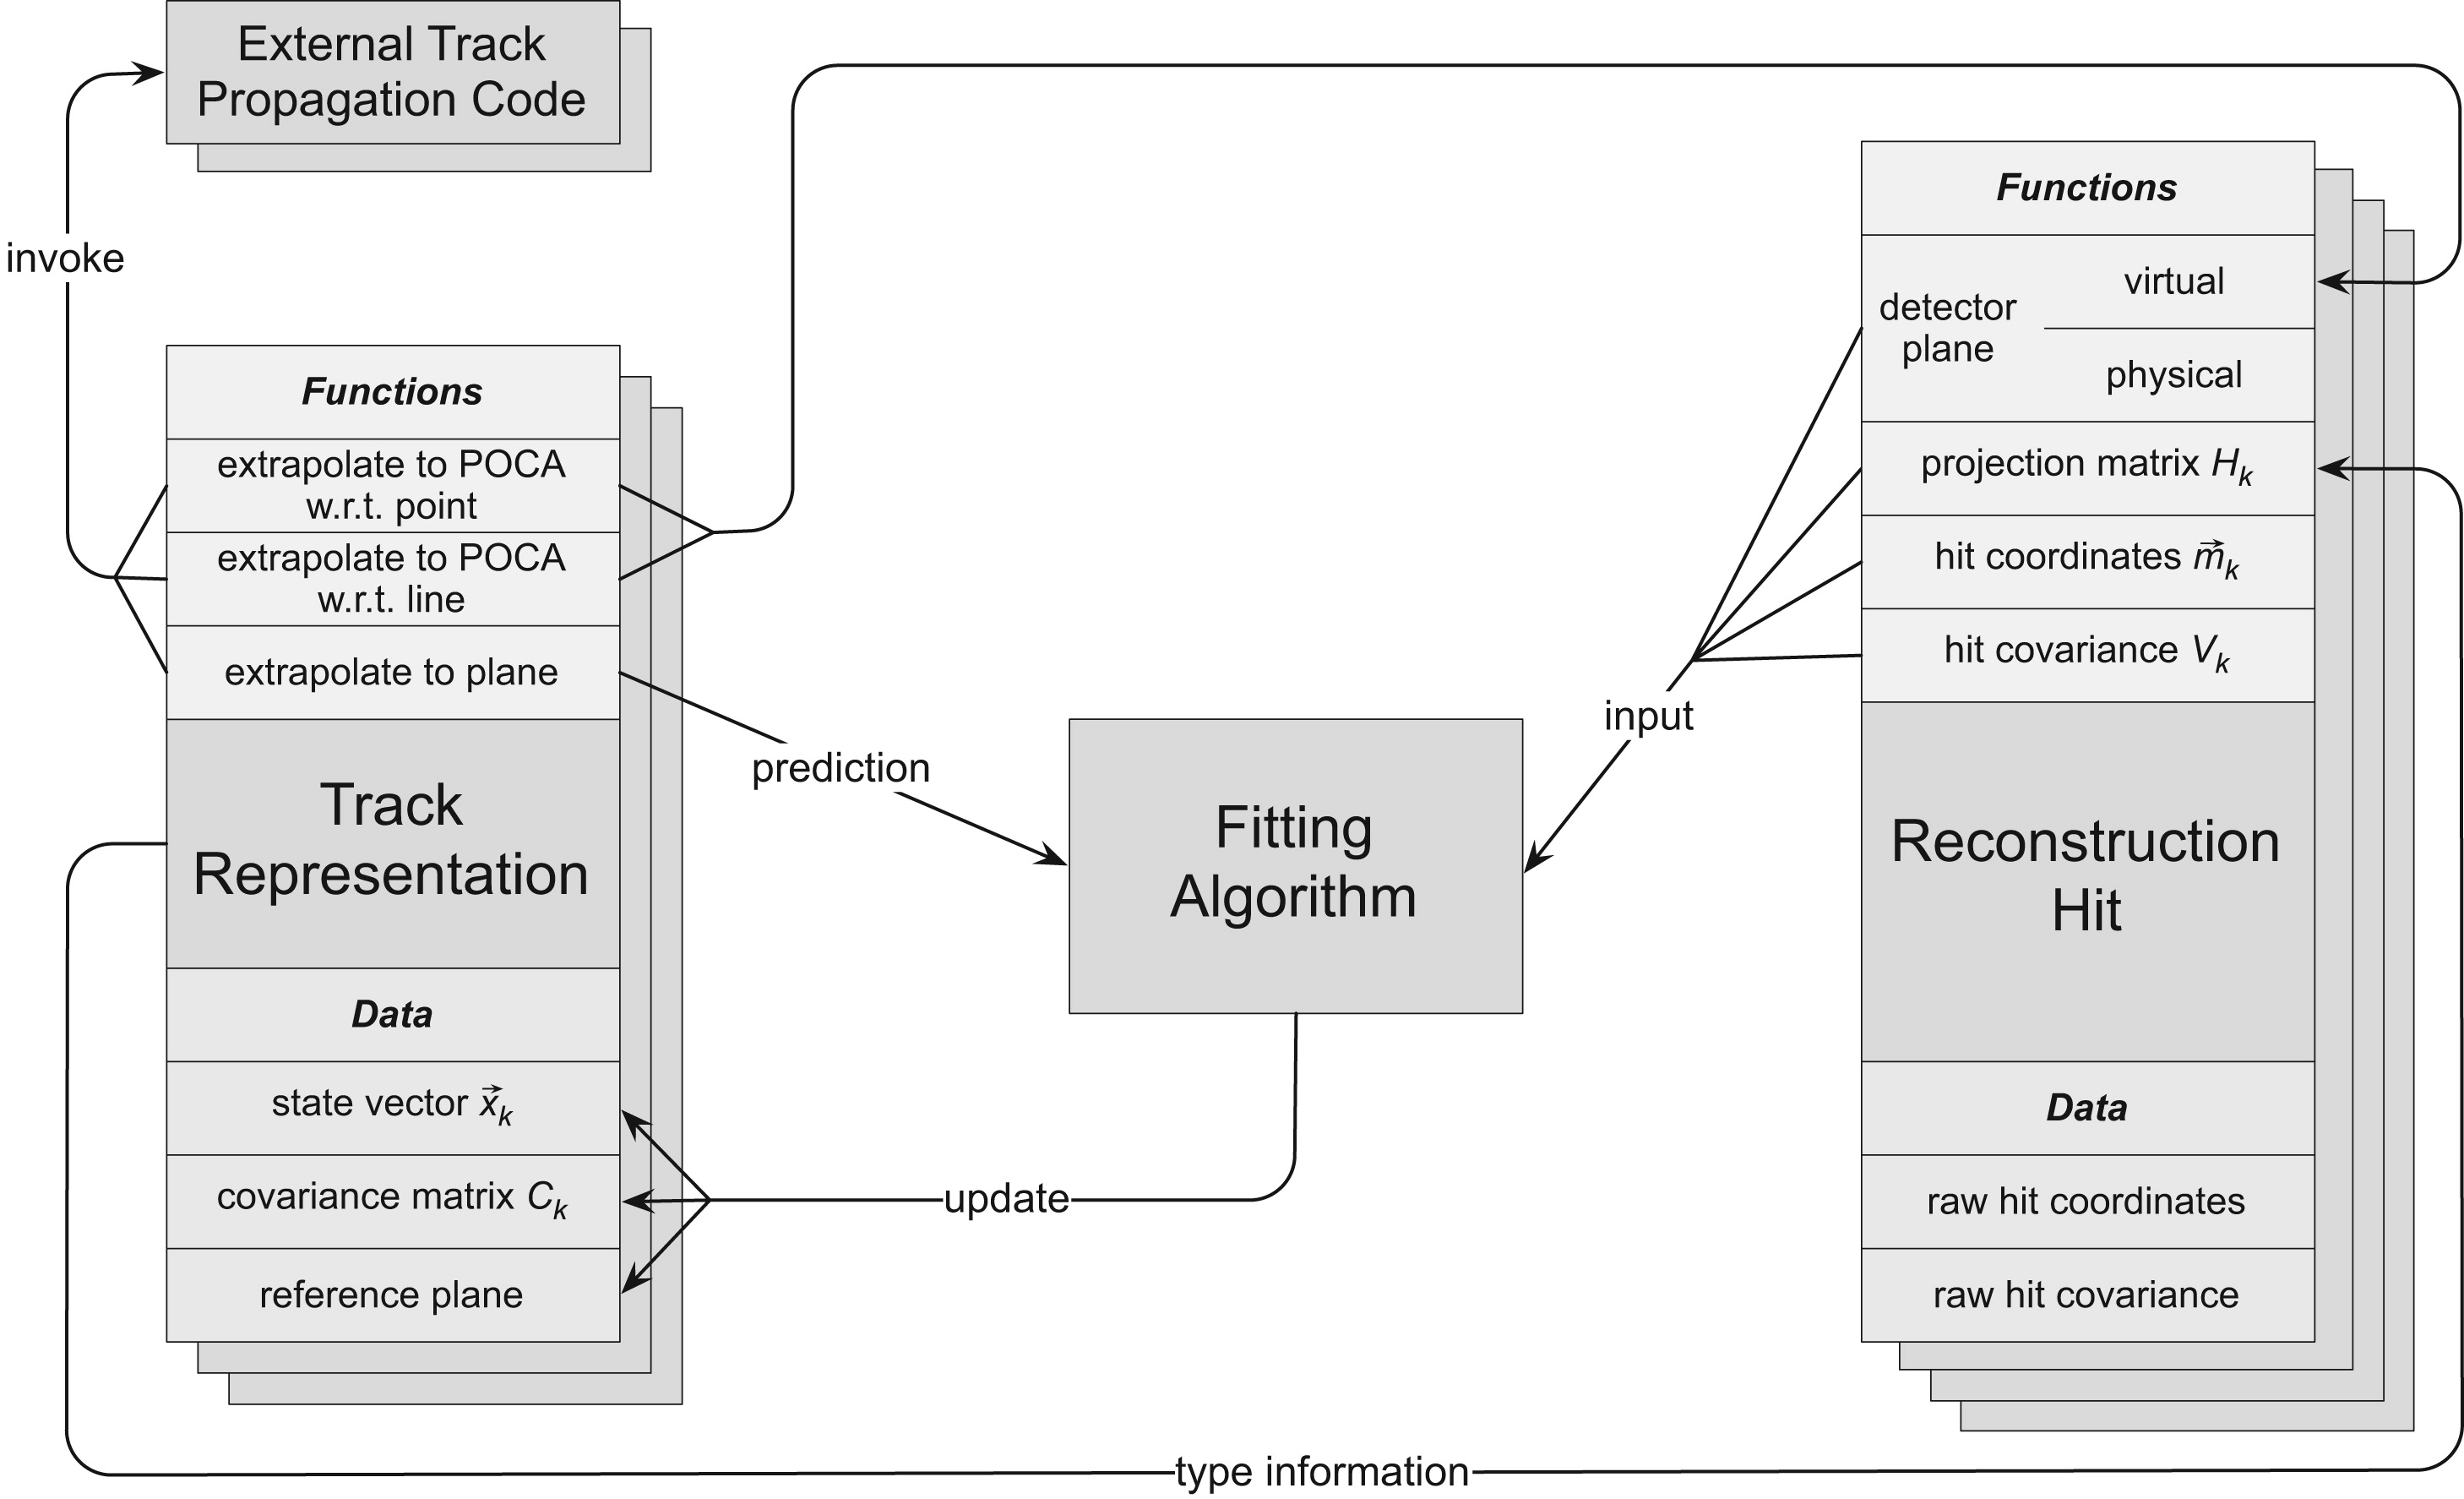 External Track
Propagation Code
invoke
Functions
extrapolate to POCA
w.r.t. point
extrapolate to POCA
w.r.t. line
extrapolate to plane
Track
Representation
Data
state vector x⃗_k
covariance matrix C_k
reference plane
prediction
Fitting
Algorithm
update
input
Functions
detector
plane
virtual
physical
projection matrix H_k
hit coordinates m⃗_k
hit covariance V_k
Reconstruction
Hit
Data
raw hit coordinates
raw hit covariance
type information